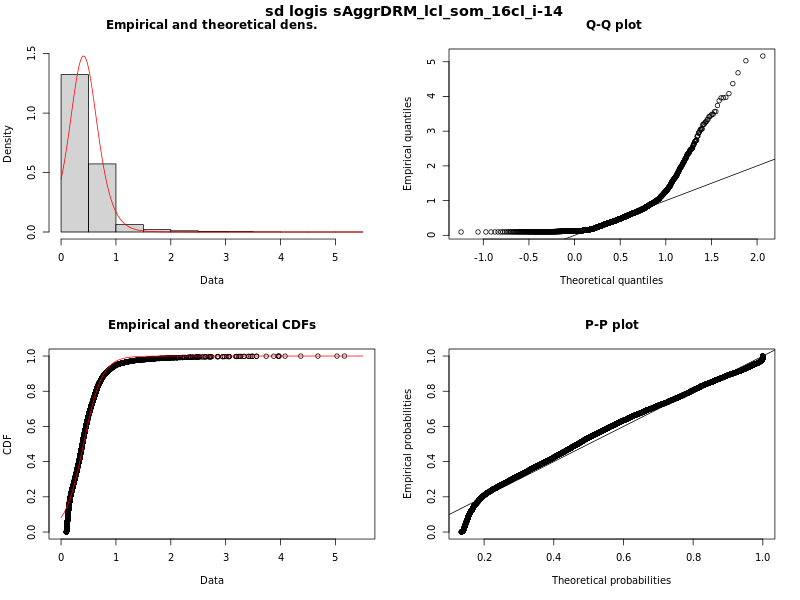 sd logis sAggrDRM_lcl_som_16cl_i-14
Empirical and theoretical dens.
Density
0.0 0.5 1.0 1.5
0 1 2 3 4 5
Data
Q-Q plot
Empirical quantiles
0 1 2 3 4 5
-1.0 -0.5 0.0 0.5 1.0 1.5 2.0
Theoretical quantiles
Empirical and theoretical CDFs
CDF
0.0 0.2 0.4 0.6 0.8 1.0
0 1 2 3 4 5
Data
P-P plot
Empirical probabilities
0.0 0.2 0.4 0.6 0.8 1.0
0.2 0.4 0.6 0.8 1.0
Theoretical probabilities